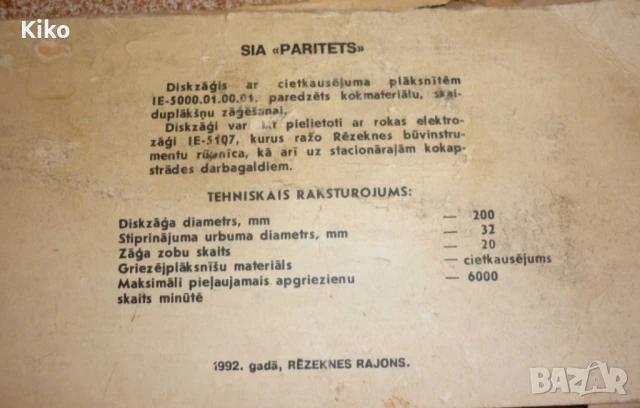 Kiko
SIA «PARITETS»
Diskzāģis ar cietkausējuma plāksnītēm
IE-5000.01.00.01. paredzēts kokmateriālu, skai-
duplākšņu zāģēšanai.
Diskzāģi var pielietoti ar rokas elektro-
zāģi IE-5107, kurus ražo Rēzeknes būvinstru-
mentu rūpnīca, kā arī uz stacionārajām kokap-
strādes darbagaldiem.
TEHNISKAIS RAKSTUROJUMS:
Diskzāģa diametrs, mm — 200
Stiprinājuma urbuma diametrs, mm — 32
Zāģa zobu skaits — 20
Griezējplāksnīšu materiāls — cietkausējums
Maksimāli pieļaujamais apgriezienu — 6000
skaits minūtē
1992. gadā, RĒZEKNES RAJONS.
BAZAR